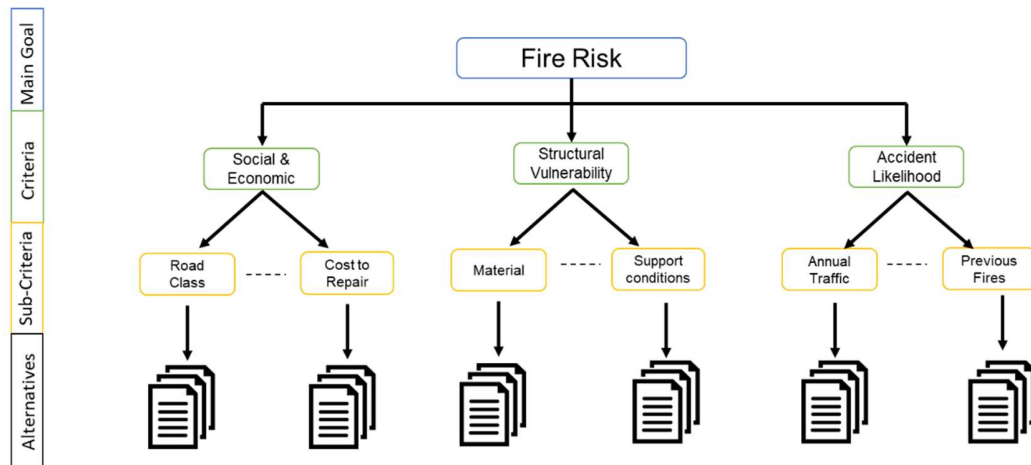 Main Goal
Fire Risk
Criteria
Social &
Economic
Structural
Vulnerability
Accident
Likelihood
Sub-Criteria
Road
Class
Cost to
Repair
Material
Support
conditions
Annual
Traffic
Previous
Fires
Alternatives